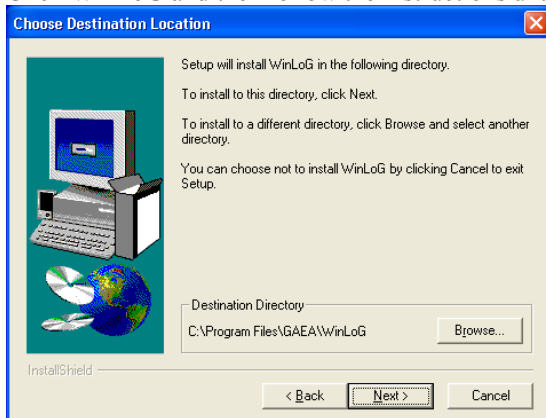 Choose Destination Location
Setup will install WinLoG in the following directory.
To install to this directory, click Next.
To install to a different directory, click Browse and select another
directory.
You can choose not to install WinLoG by clicking Cancel to exit
Setup.
Destination Directory
C:\Program Files\GAEA\WinLoG
Browse...
InstallShield
< Back
Next >
Cancel